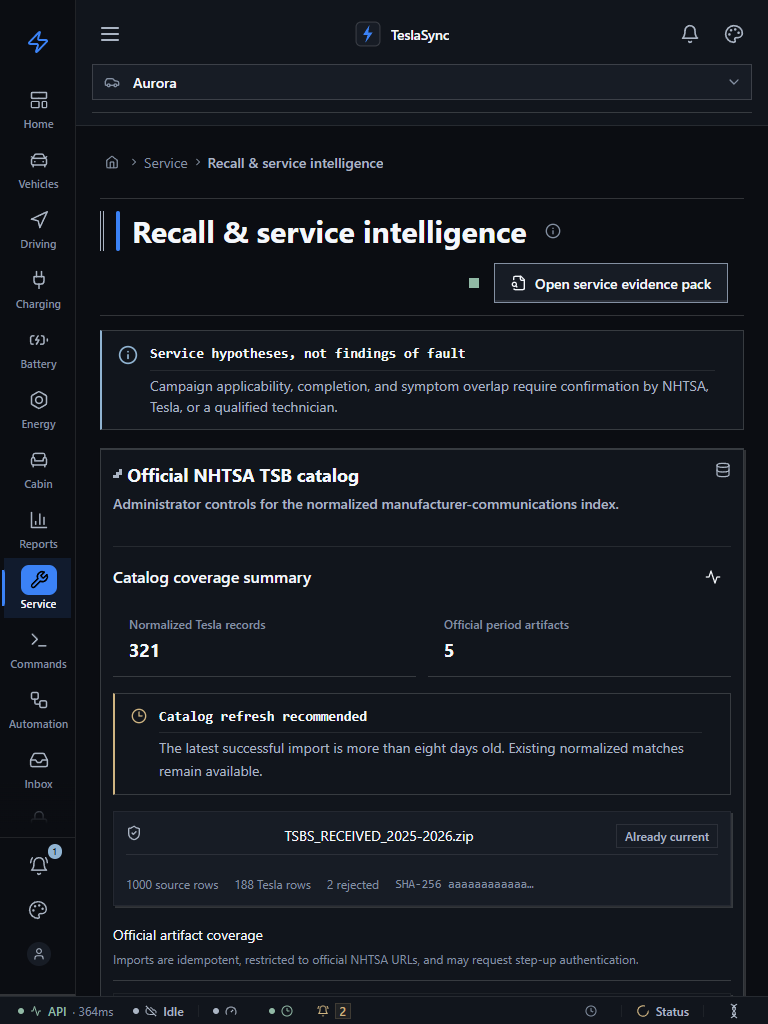 TeslaSync
Aurora
Home
Vehicles
Driving
Charging
Battery
Energy
Cabin
Reports
Service
Commands
Automation
Inbox
1
Service
Recall & service intelligence
Recall & service intelligence
Open service evidence pack
Service hypotheses, not findings of fault
Campaign applicability, completion, and symptom overlap require confirmation by NHTSA,
Tesla, or a qualified technician.
Official NHTSA TSB catalog
Administrator controls for the normalized manufacturer-communications index.
Catalog coverage summary
Normalized Tesla records
321
Official period artifacts
5
Catalog refresh recommended
The latest successful import is more than eight days old. Existing normalized matches
remain available.
TSBS_RECEIVED_2025-2026.zip
Already current
1000 source rows 188 Tesla rows 2 rejected SHA-256 aaaaaaaaaaaa…
Official artifact coverage
Imports are idempotent, restricted to official NHTSA URLs, and may request step-up authentication.
API · 364ms Idle 2 Status